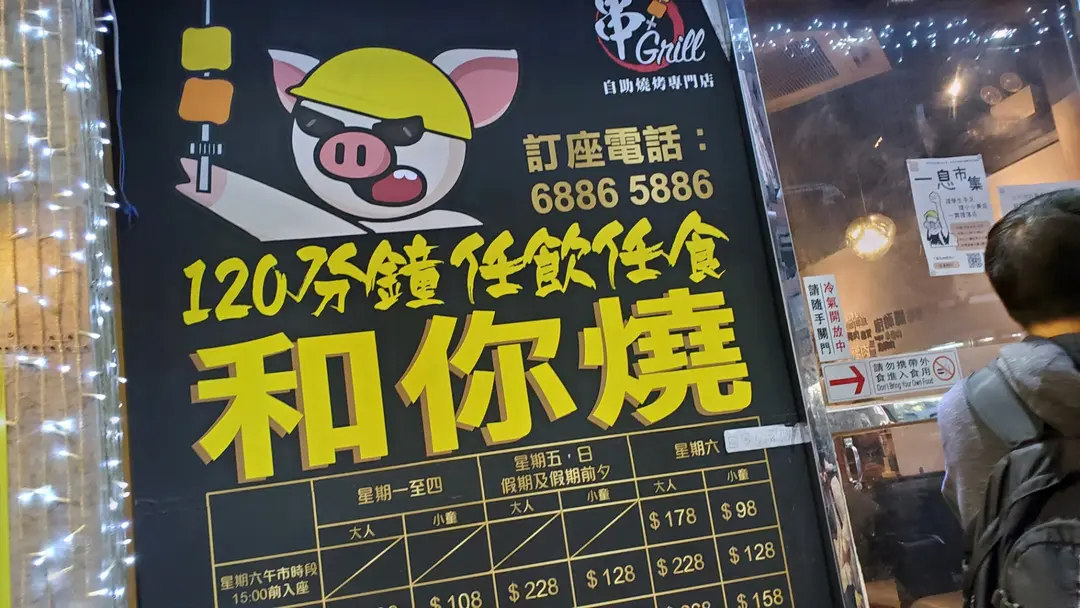 串
+
Grill
自助燒烤專門店
訂座電話：
6886 5886
120分鐘任飲任食
和你燒
星期一至四
星期五，日
假期及假期前夕
星期六
大人 小童 大人 小童 大人 小童
$178 $98
星期六午市時段
15:00前入座
$108 $228 $128 $228 $128
$158
一息市集
冷氣開放中
請隨手關門
請勿攜帶外
食進入食用
Don't Bring Your Own Food